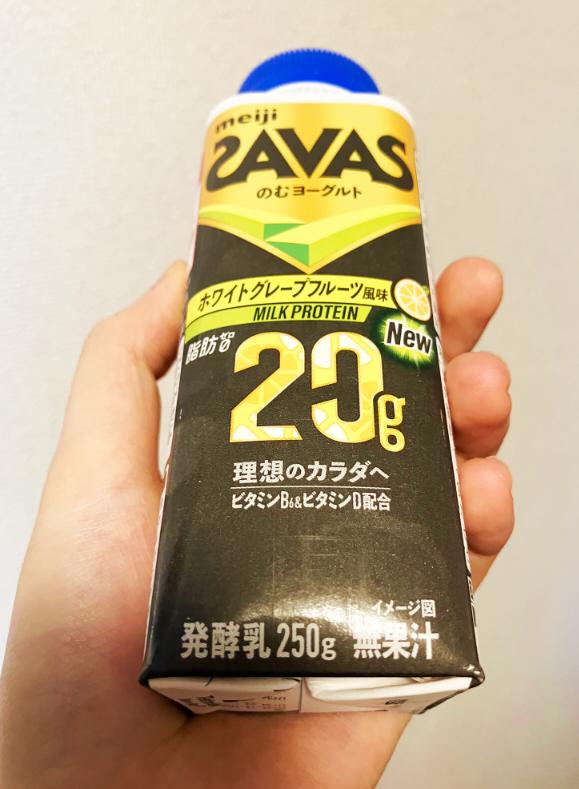 meiji
SAVAS
のむヨーグルト
ホワイトグレープフルーツ風味
MILK PROTEIN
脂肪ゼロ0
New
20g
理想のカラダへ
ビタミンB6&ビタミンD配合
イメージ図
発酵乳 250g 無果汁